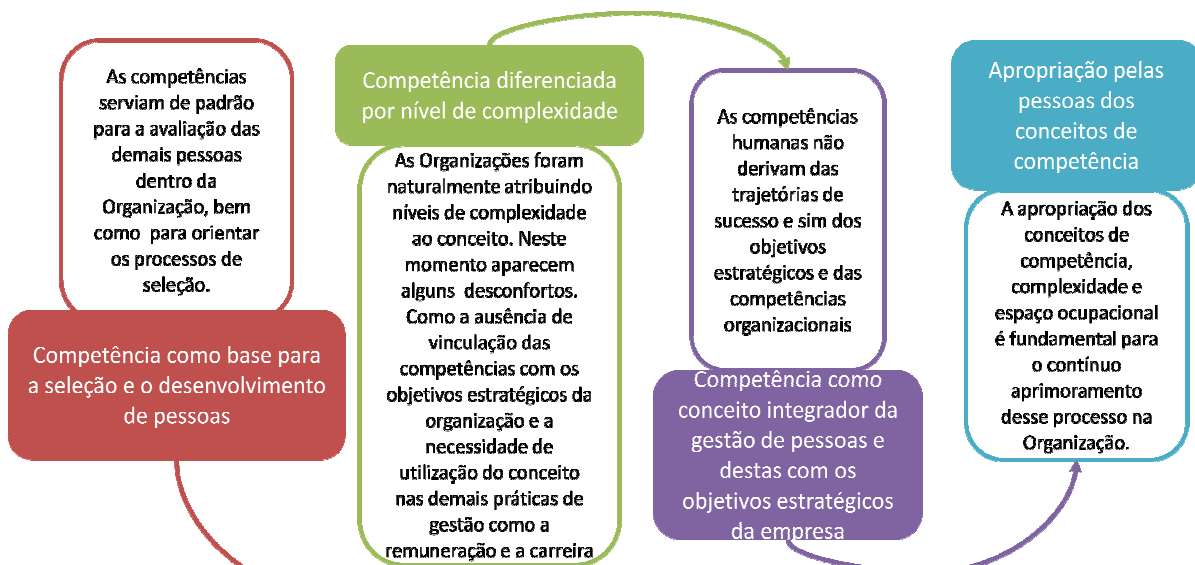 As competências
serviam de padrão
para a avaliação das
demais pessoas
dentro da
Organização, bem
como para orientar
os processos de
seleção.
Competência como base para
a seleção e o desenvolvimento
de pessoas
Competência diferenciada
por nível de complexidade
As Organizações foram
naturalmente atribuindo
níveis de complexidade
ao conceito. Neste
momento aparecem
alguns desconfortos.
Como a ausência de
vinculação das
competências com os
objetivos estratégicos da
organização e a
necessidade de
utilização do conceito
nas demais práticas de
gestão como a
remuneração e a carreira
As competências
humanas não
derivam das
trajetórias de
sucesso e sim dos
objetivos
estratégicos e das
competências
organizacionais
Competência como
conceito integrador da
gestão de pessoas e
destas com os
objetivos estratégicos
da empresa
Apropriação pelas
pessoas dos
conceitos de
competência
A apropriação dos
conceitos de
competência,
complexidade e
espaço ocupacional
é fundamental para
o contínuo
aprimoramento
desse processo na
Organização.